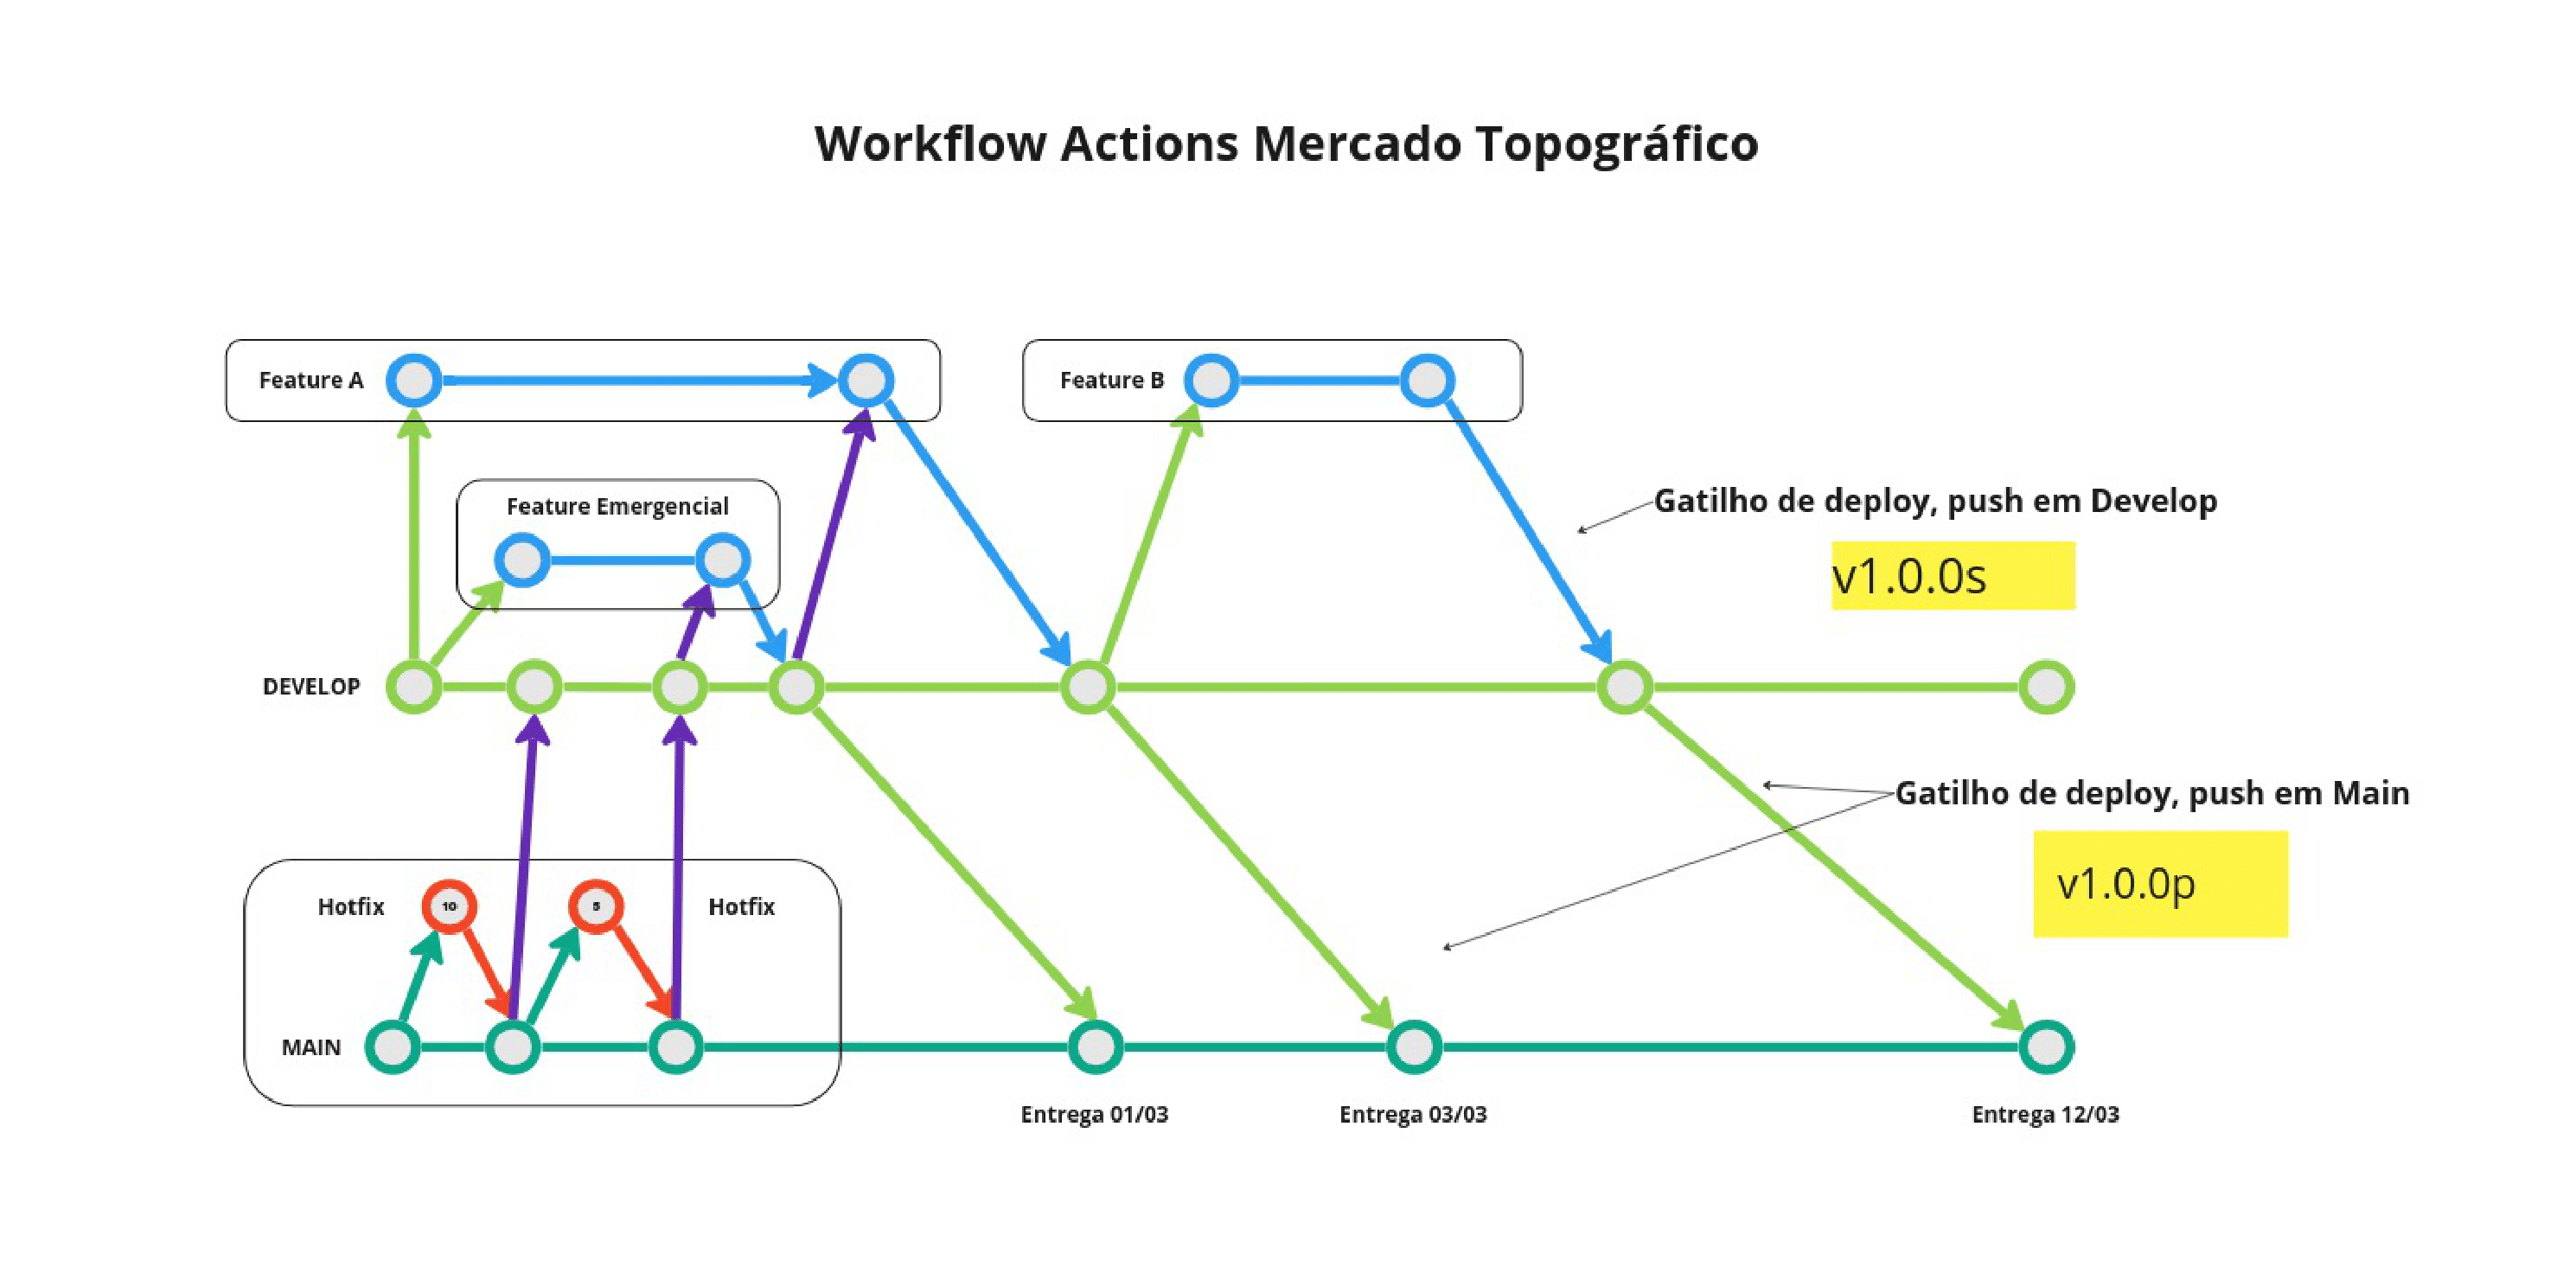 Workflow Actions Mercado Topográfico
Feature A
Feature B
Feature Emergencial
Gatilho de deploy, push em Develop
v1.0.0s
DEVELOP
Gatilho de deploy, push em Main
v1.0.0p
Hotfix
10
5
Hotfix
MAIN
Entrega 01/03
Entrega 03/03
Entrega 12/03